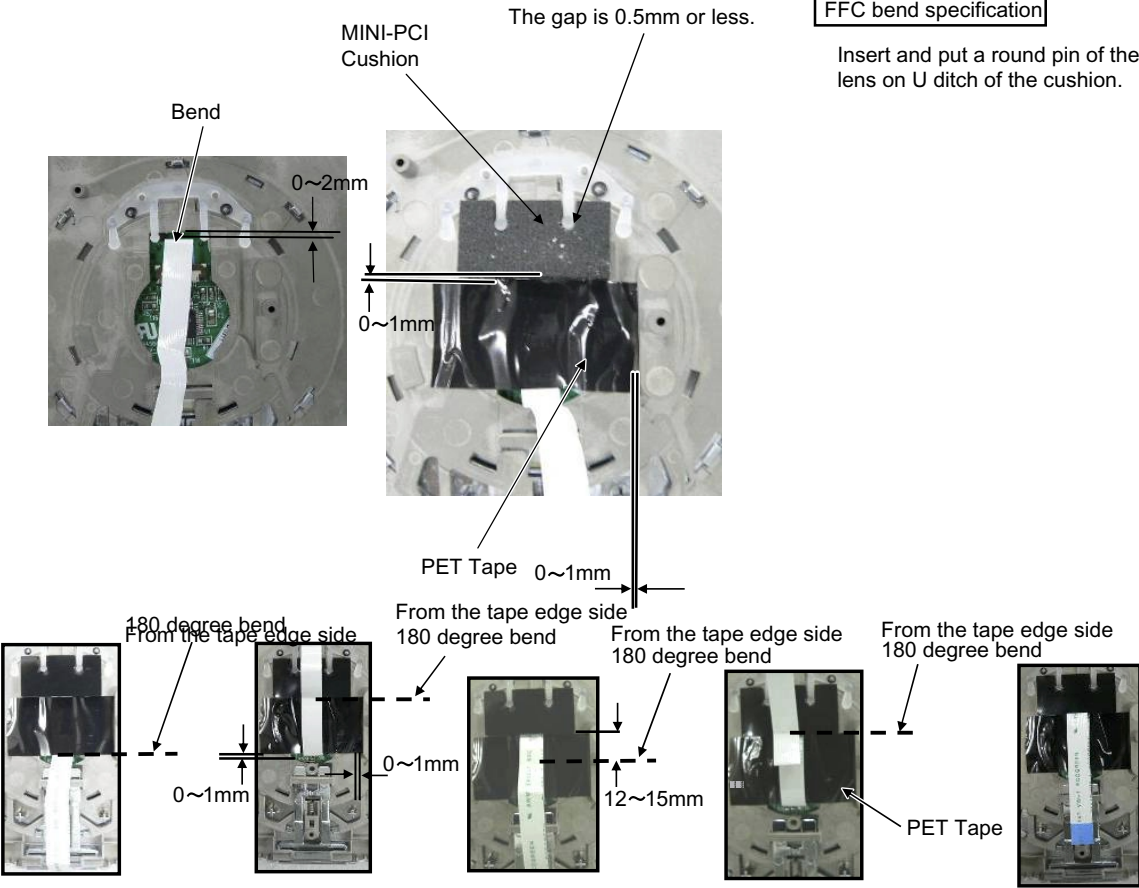 The gap is 0.5mm or less.
FFC bend specification
MINI-PCI
Cushion
Insert and put a round pin of the
lens on U ditch of the cushion.
Bend
0~2mm
0~1mm
PET Tape
0~1mm
180 degree bend
From the tape edge side
From the tape edge side
180 degree bend
From the tape edge side
180 degree bend
From the tape edge side
180 degree bend
0~1mm
0~1mm
12~15mm
PET Tape